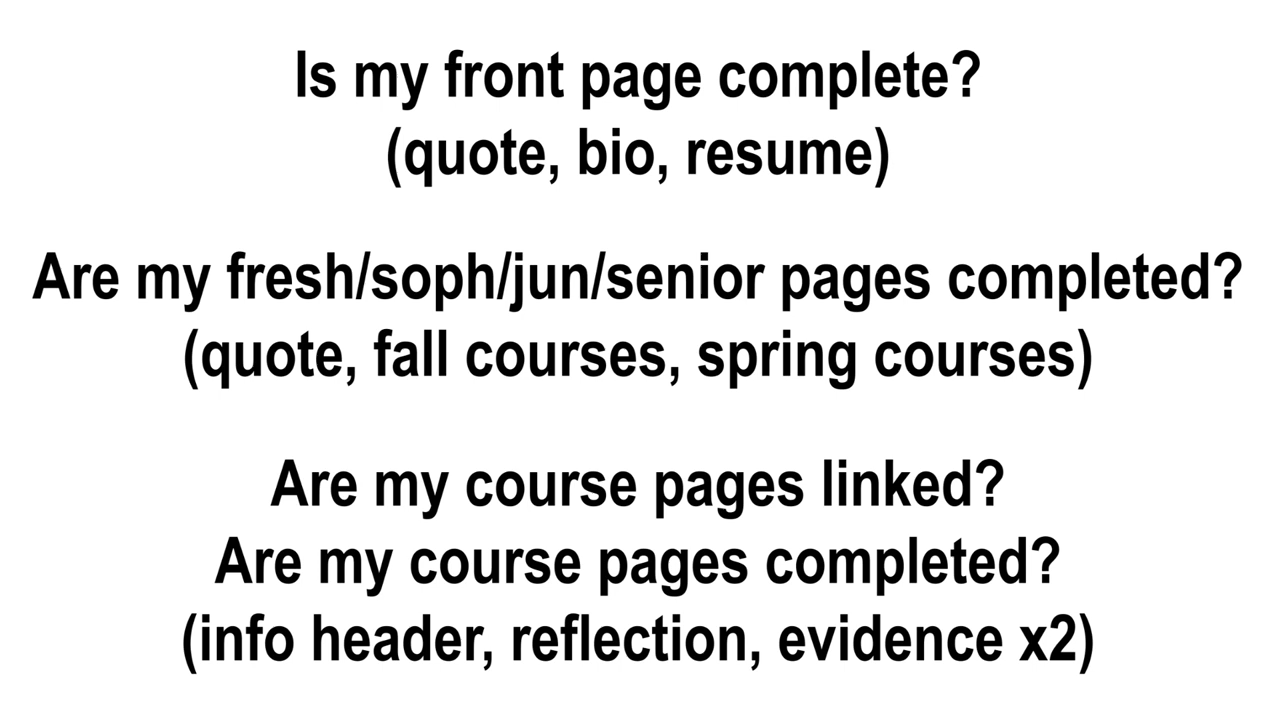 Is my front page complete?
(quote, bio, resume)
Are my fresh/soph/jun/senior pages completed?
(quote, fall courses, spring courses)
Are my course pages linked?
Are my course pages completed?
(info header, reflection, evidence x2)